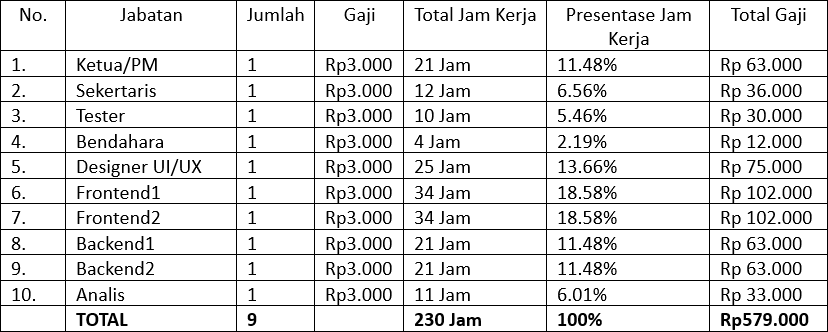 No. Jabatan Jumlah Gaji Total Jam Kerja Presentase Jam Kerja Total Gaji
1. Ketua/PM 1 Rp3.000 21 Jam 11.48% Rp 63.000
2. Sekertaris 1 Rp3.000 12 Jam 6.56% Rp 36.000
3. Tester 1 Rp3.000 10 Jam 5.46% Rp 30.000
4. Bendahara 1 Rp3.000 4 Jam 2.19% Rp 12.000
5. Designer UI/UX 1 Rp3.000 25 Jam 13.66% Rp 75.000
6. Frontend1 1 Rp3.000 34 Jam 18.58% Rp 102.000
7. Frontend2 1 Rp3.000 34 Jam 18.58% Rp 102.000
8. Backend1 1 Rp3.000 21 Jam 11.48% Rp 63.000
9. Backend2 1 Rp3.000 21 Jam 11.48% Rp 63.000
10. Analis 1 Rp3.000 11 Jam 6.01% Rp 33.000
TOTAL 9 230 Jam 100% Rp579.000